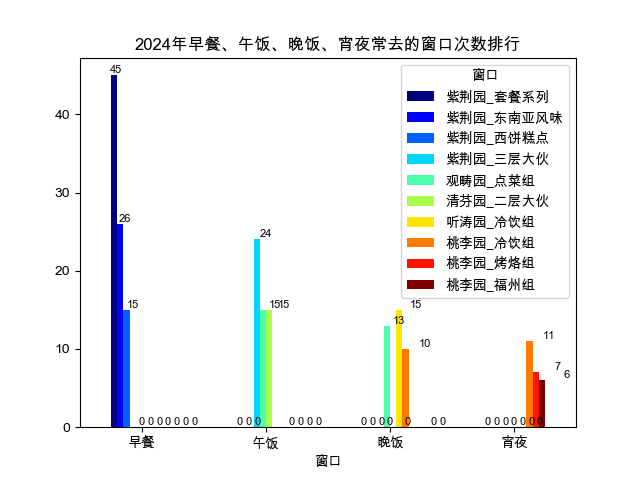 2024年早餐、午饭、晚饭、宵夜常去的窗口次数排行
窗口
紫荆园_套餐系列
紫荆园_东南亚风味
紫荆园_西饼糕点
紫荆园_三层大伙
观畴园_点菜组
清芬园_二层大伙
听涛园_冷饮组
桃李园_冷饮组
桃李园_烤烙组
桃李园_福州组
45
26
15
0 0 0 0 0 0 0
0 0 0
24
15 15
0 0 0 0
0 0 0 0
13
15
0
10
0 0
0 0 0 0 0 0 0
11
7
6
0
10
20
30
40
早餐
午饭
晚饭
宵夜
窗口